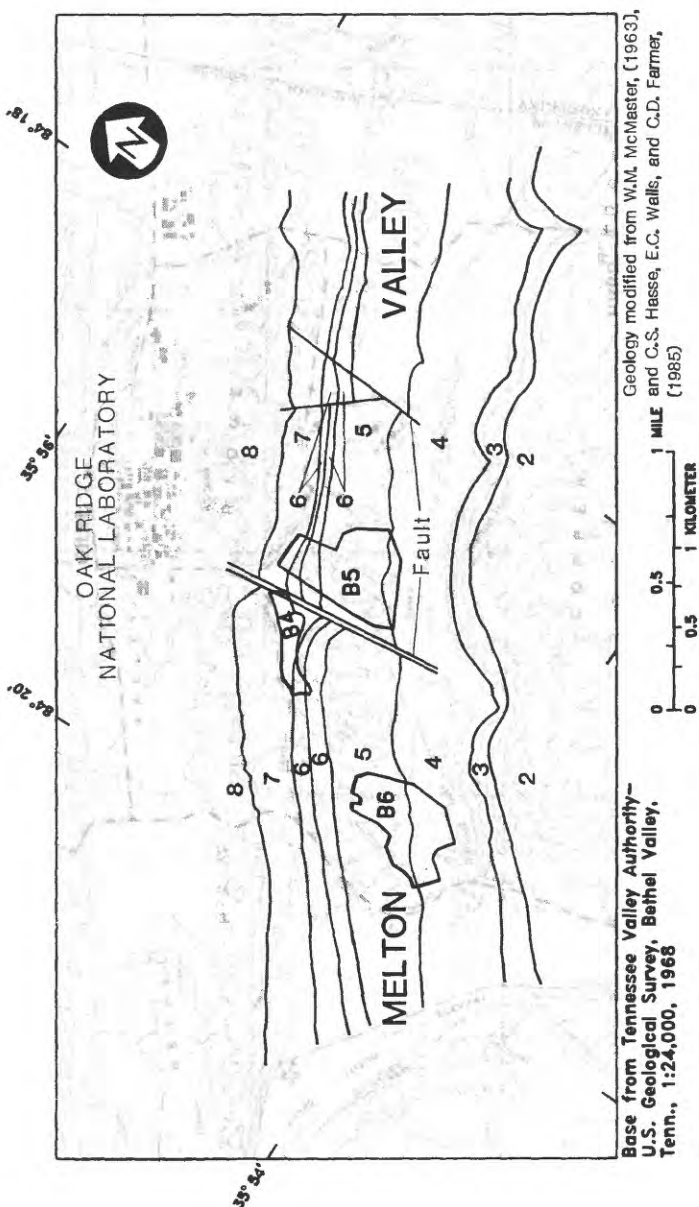 84° 20'
35° 56'
84° 18'
35° 54'
OAK RIDGE
NATIONAL LABORATORY
N
8
8
7
7
6
6
6
6
5
5
4
4
3
3
2
2
B4
B5
B6
Fault
MELTON
VALLEY
Base from Tennessee Valley Authority–
U.S. Geological Survey, Bethel Valley,
Tenn., 1:24,000, 1968
0 0.5 1 MILE
0 0.5 1 KILOMETER
Geology modified from W.M. McMaster, (1963),
and C.S. Hasse, E.C. Walls, and C.D. Farmer,
(1985)